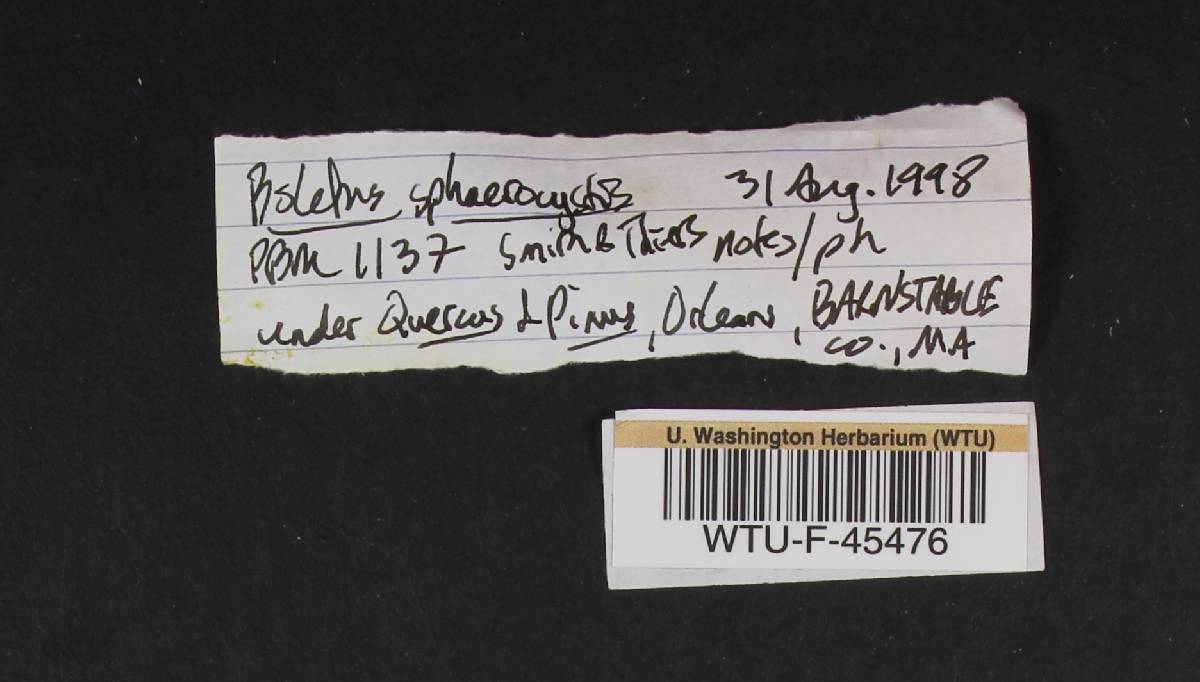 Boletus sphaerocystis 31 Aug. 1998
PBM 1137 Smith & Thiers notes/ph
under Quercus & Pinus, Orleans, BARNSTABLE
co., MA
U. Washington Herbarium (WTU)
WTU-F-45476